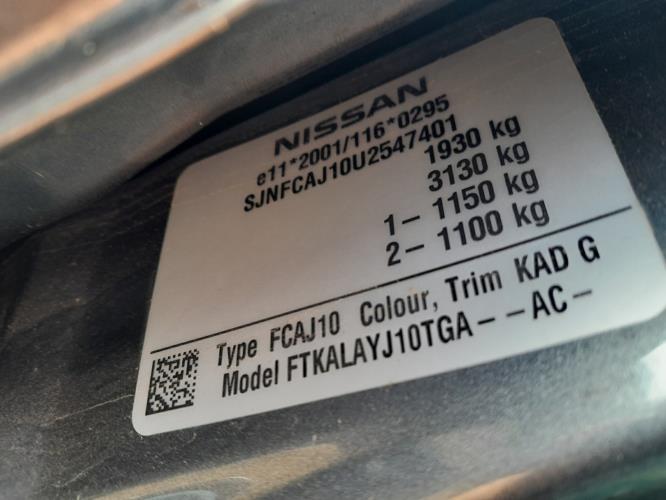 NISSAN
e11*2001/116*0295
SJNFCAJ10U2547401
1930 kg
3130 kg
1– 1150 kg
2– 1100 kg
Type FCAJ10 Colour, Trim KAD G
Model FTKALAYJ10TGA – – AC –